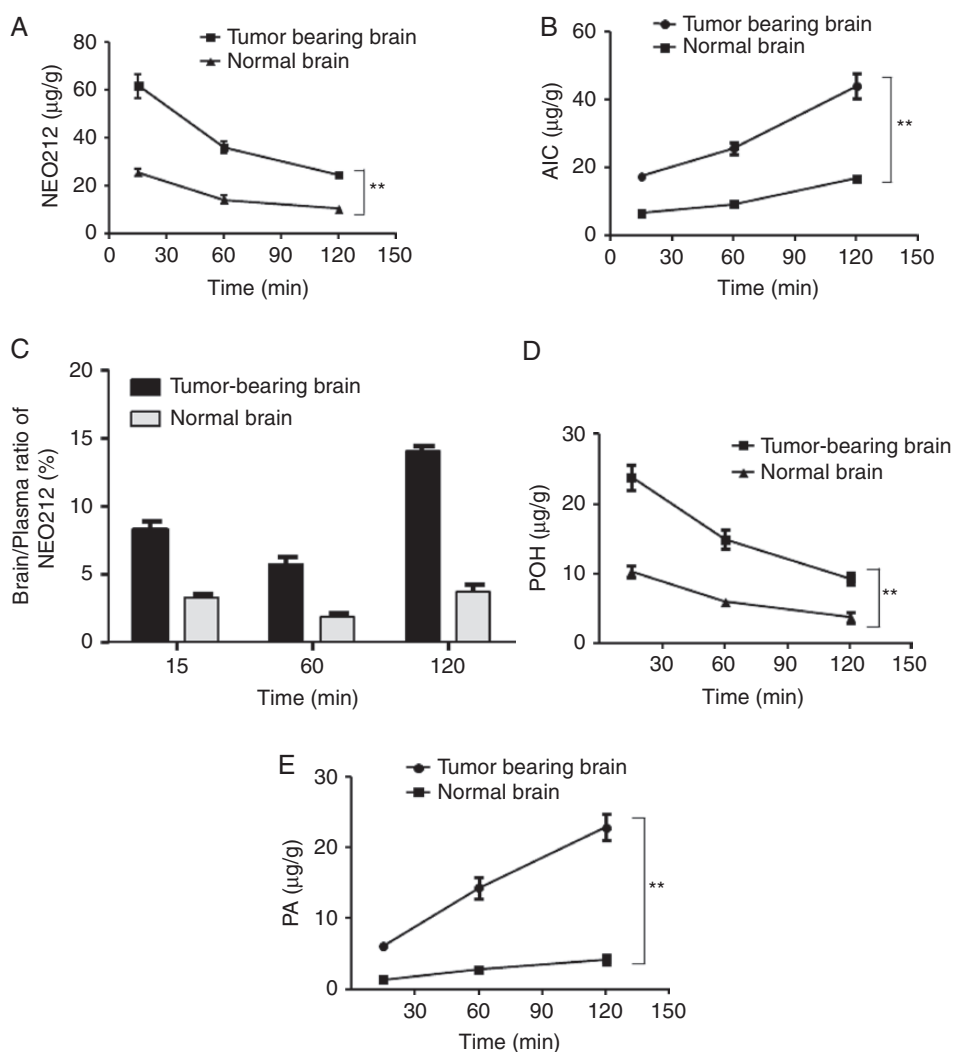 A
Tumor bearing brain
Normal brain
NEO212 (μg/g)
80
60
40
20
0
**
0 30 60 90 120 150
Time (min)
B
Tumor bearing brain
Normal brain
AIC (μg/g)
60
40
20
0
**
0 30 60 90 120 150
Time (min)
C
Tumor-bearing brain
Normal brain
Brain/Plasma ratio of
NEO212 (%)
20
15
10
5
0
15 60 120
Time (min)
D
Tumor-bearing brain
Normal brain
POH (μg/g)
30
20
10
0
**
30 60 90 120 150
Time (min)
E
Tumor bearing brain
Normal brain
PA (μg/g)
30
20
10
0
**
30 60 90 120 150
Time (min)